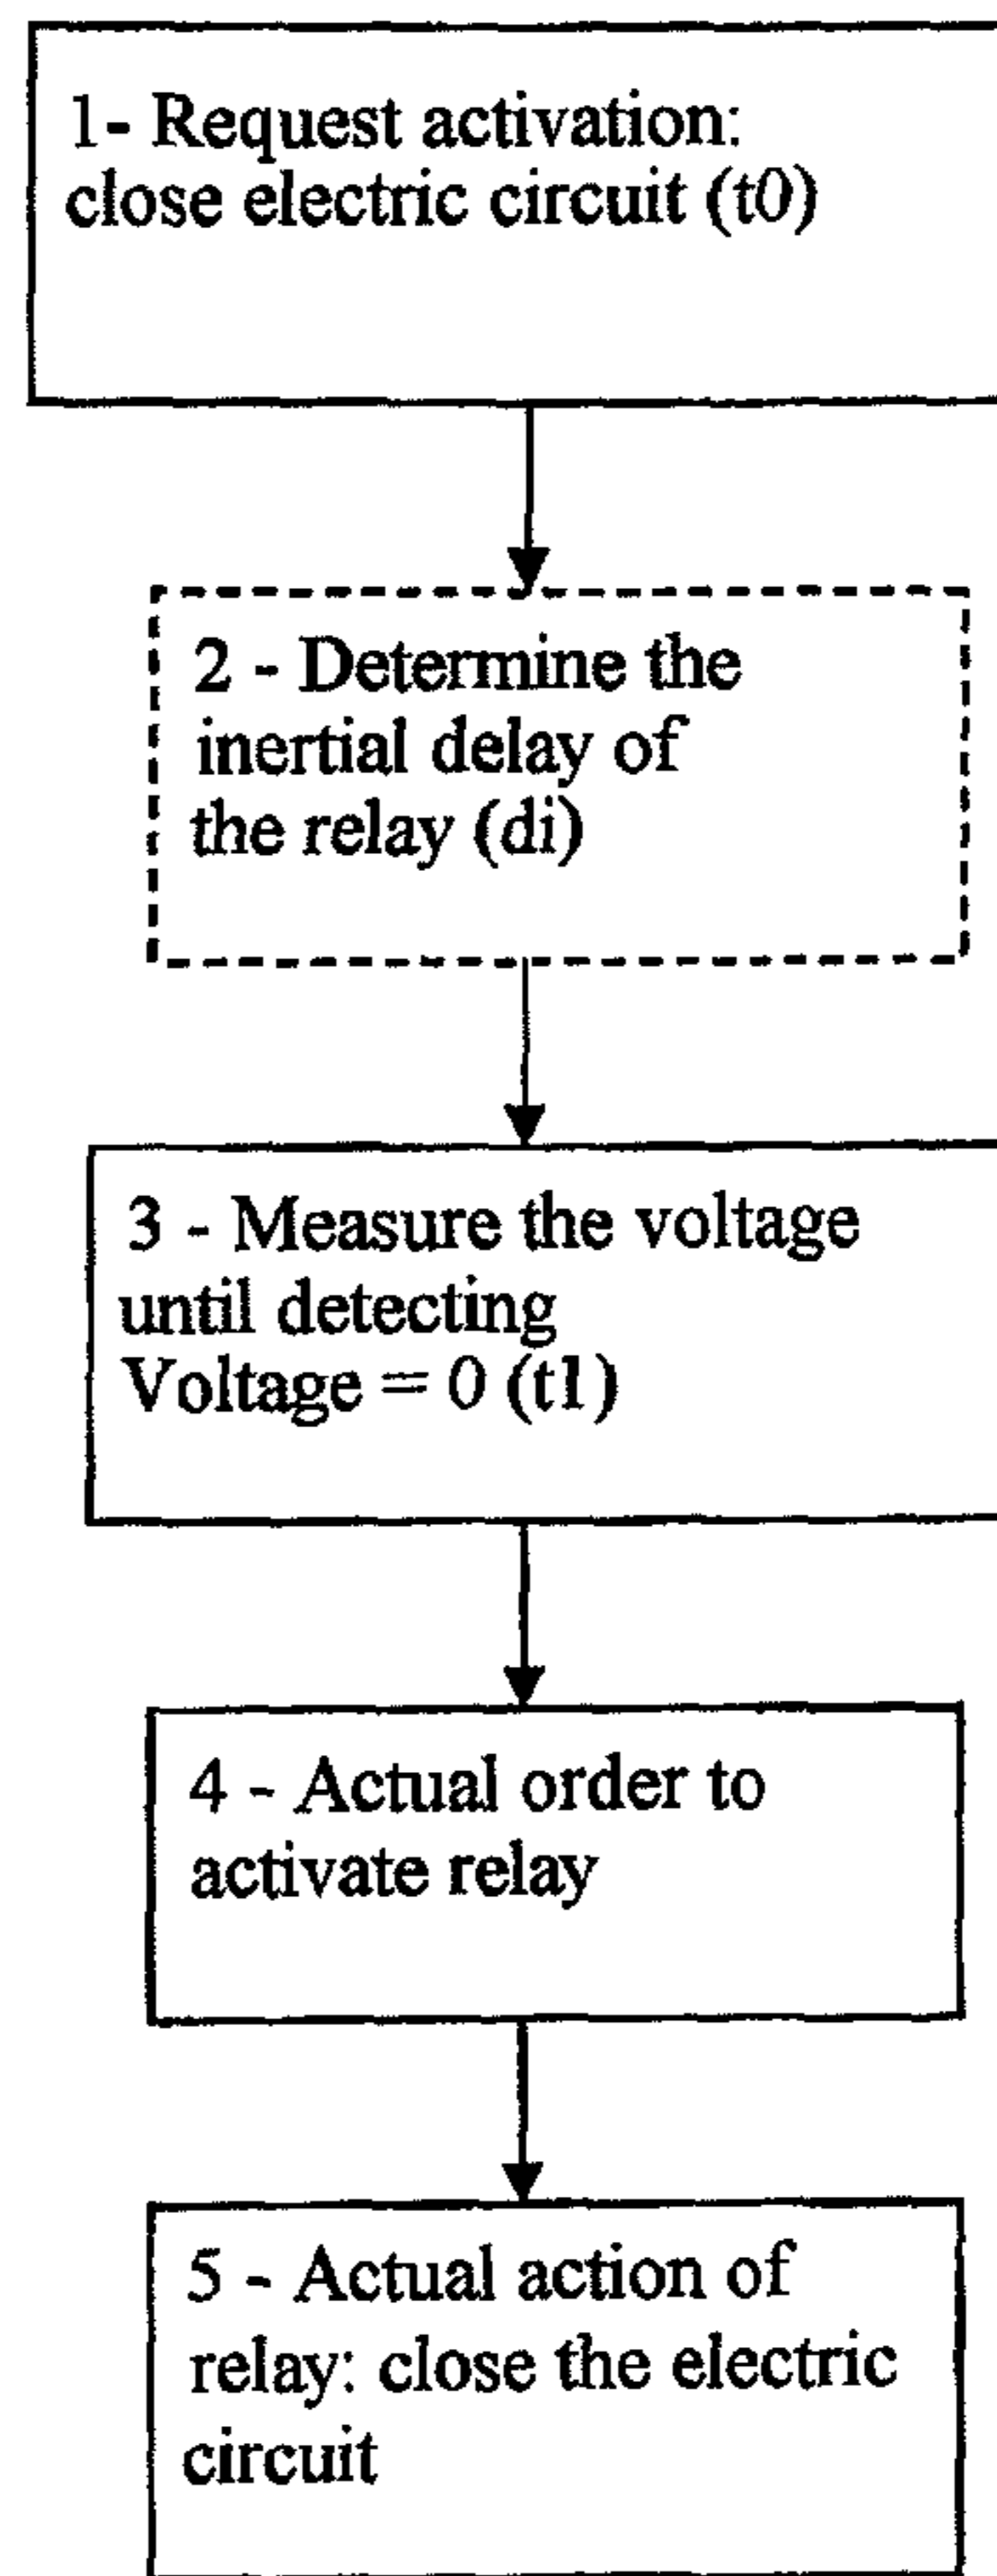 1- Request activation:
close electric circuit (t0)
2 - Determine the
inertial delay of
the relay (di)
3 - Measure the voltage
until detecting
Voltage = 0 (t1)
4 - Actual order to
activate relay
5 - Actual action of
relay: close the electric
circuit